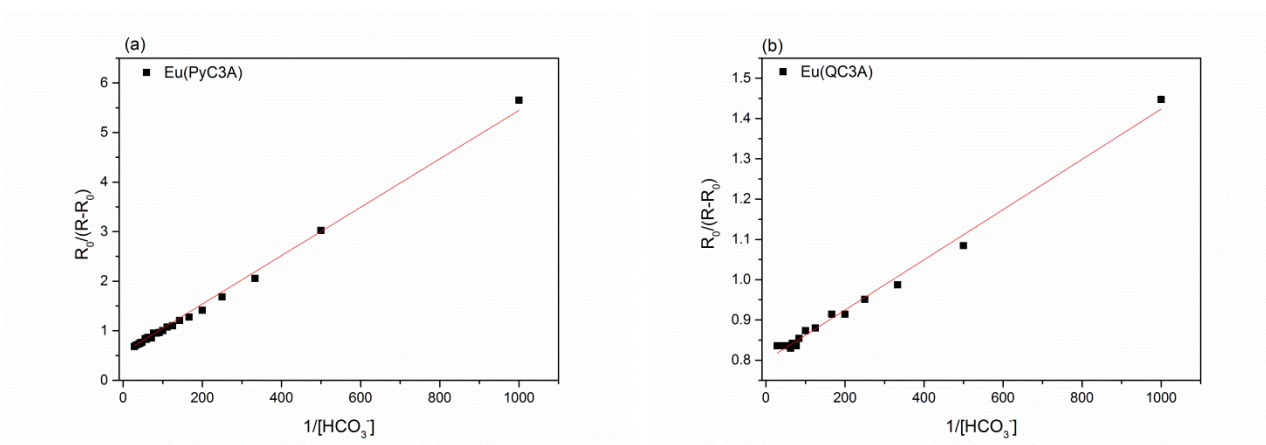 (a)
Eu(PyC3A)
6
5
4
3
2
1
0
0 200 400 600 800 1000
R₀/(R-R₀)
1/[HCO₃⁻]
(b)
Eu(QC3A)
1.5
1.4
1.3
1.2
1.1
1.0
0.9
0.8
0 200 400 600 800 1000
R₀/(R-R₀)
1/[HCO₃⁻]